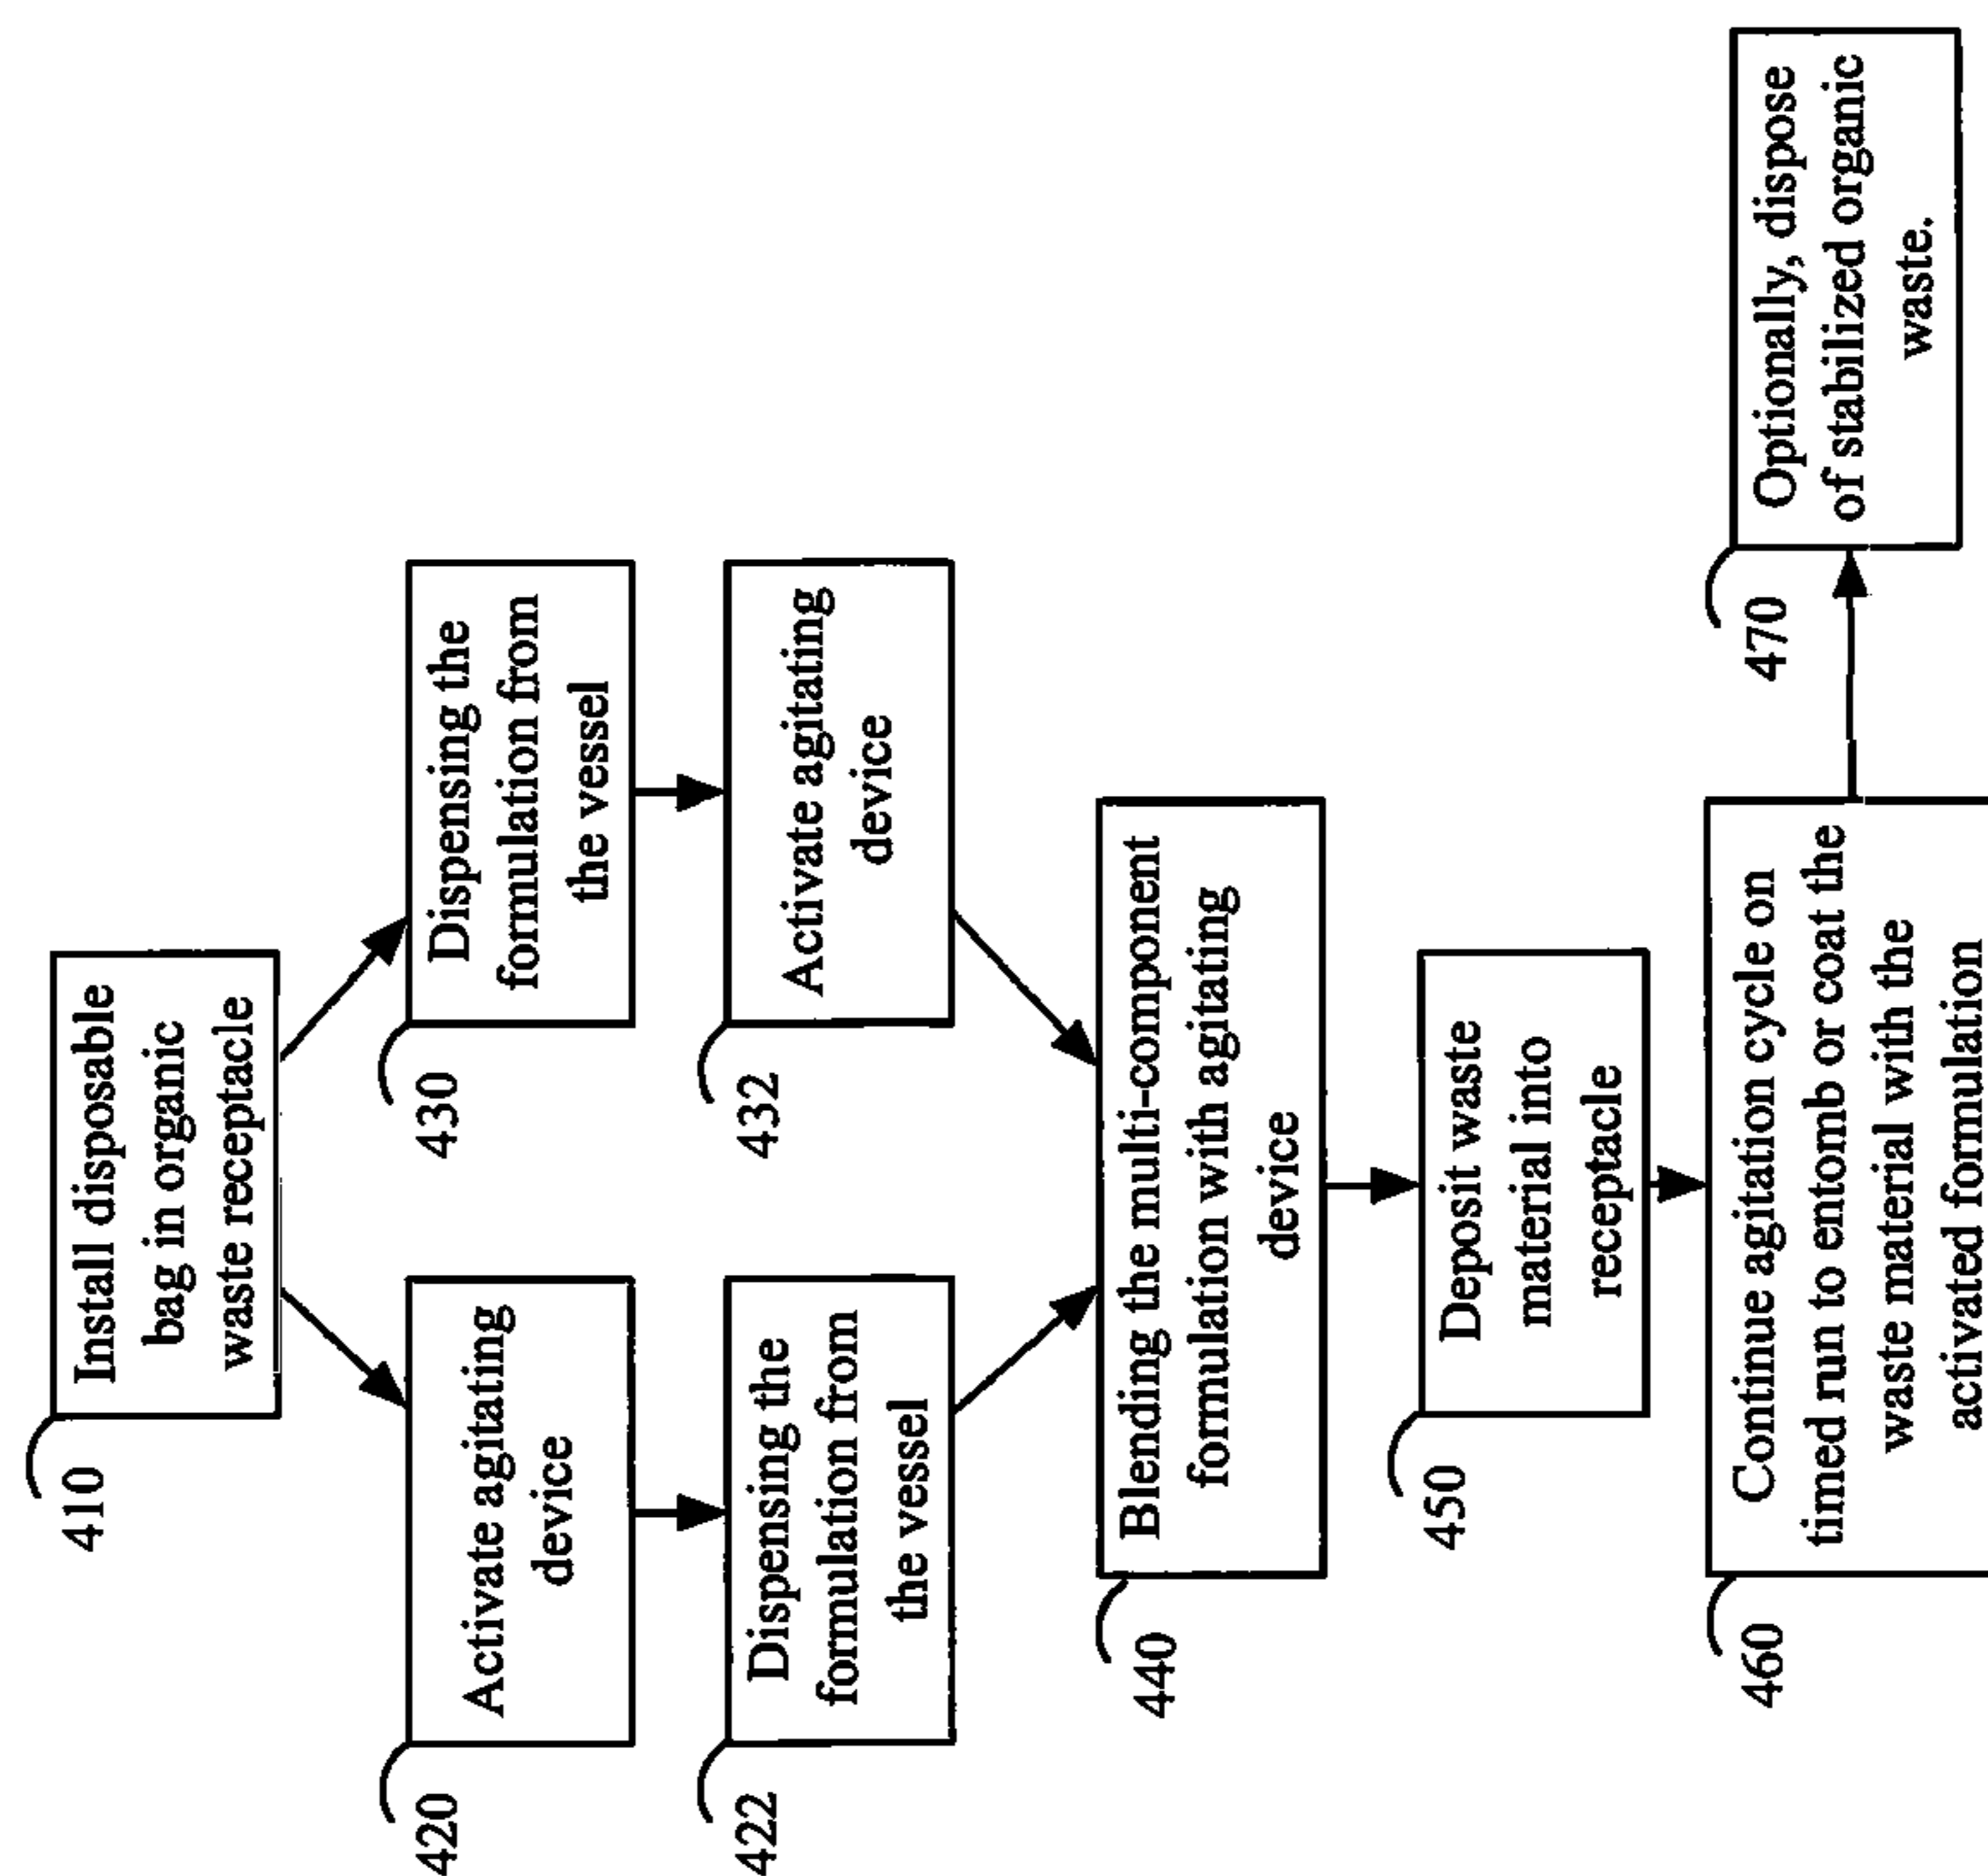 410
Install disposable
bag in organic
waste receptacle
420
Activate agitating
device
430
Dispensing the
formulation from
the vessel
422
Dispensing the
formulation from
the vessel
432
Activate agitating
device
440
Blending the multi-component
formulation with agitating
device
450
Deposit waste
material into
receptacle
460
Continue agitation cycle on
timed run to entomb or coat the
waste material with the
activated formulation
470
Optionally, dispose
of stabilized organic
waste.